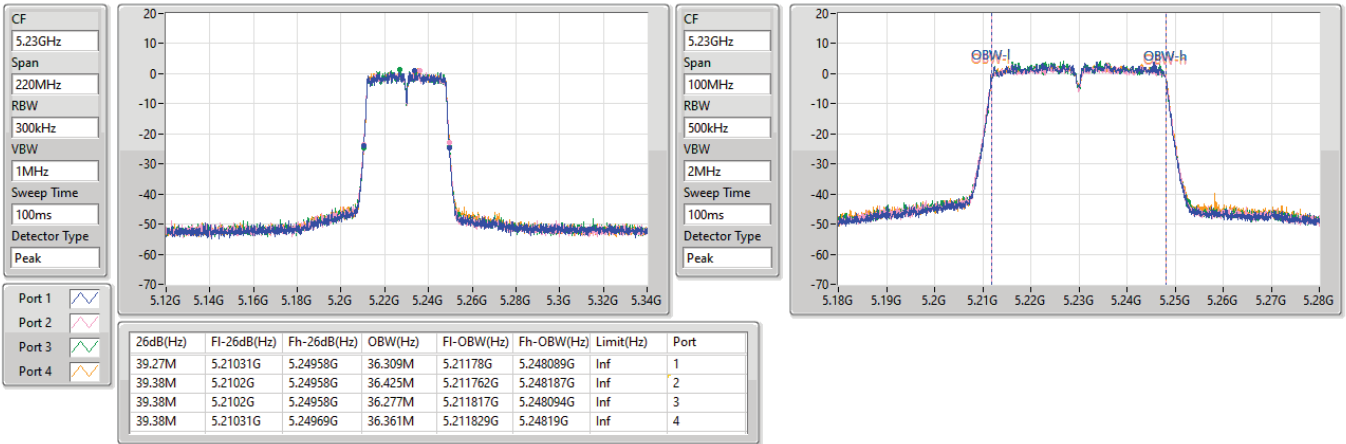 CF
5.23GHz
Span
220MHz
RBW
300kHz
VBW
1MHz
Sweep Time
100ms
Detector Type
Peak
20
10
0
-10
-20
-30
-40
-50
-60
-70
5.12G 5.14G 5.16G 5.18G 5.2G 5.22G 5.24G 5.26G 5.28G 5.3G 5.32G 5.34G
CF
5.23GHz
Span
100MHz
RBW
500kHz
VBW
2MHz
Sweep Time
100ms
Detector Type
Peak
20
10
0
-10
-20
-30
-40
-50
-60
-70
OBW-l OBW-h
5.18G 5.19G 5.2G 5.21G 5.22G 5.23G 5.24G 5.25G 5.26G 5.27G 5.28G
Port 1
Port 2
Port 3
Port 4
26dB(Hz) Fl-26dB(Hz) Fh-26dB(Hz) OBW(Hz) Fl-OBW(Hz) Fh-OBW(Hz) Limit(Hz) Port
39.27M 5.21031G 5.24958G 36.309M 5.21178G 5.248089G Inf 1
39.38M 5.2102G 5.24958G 36.425M 5.211762G 5.248187G Inf 2
39.38M 5.2102G 5.24958G 36.277M 5.211817G 5.248094G Inf 3
39.38M 5.21031G 5.24969G 36.361M 5.211829G 5.24819G Inf 4